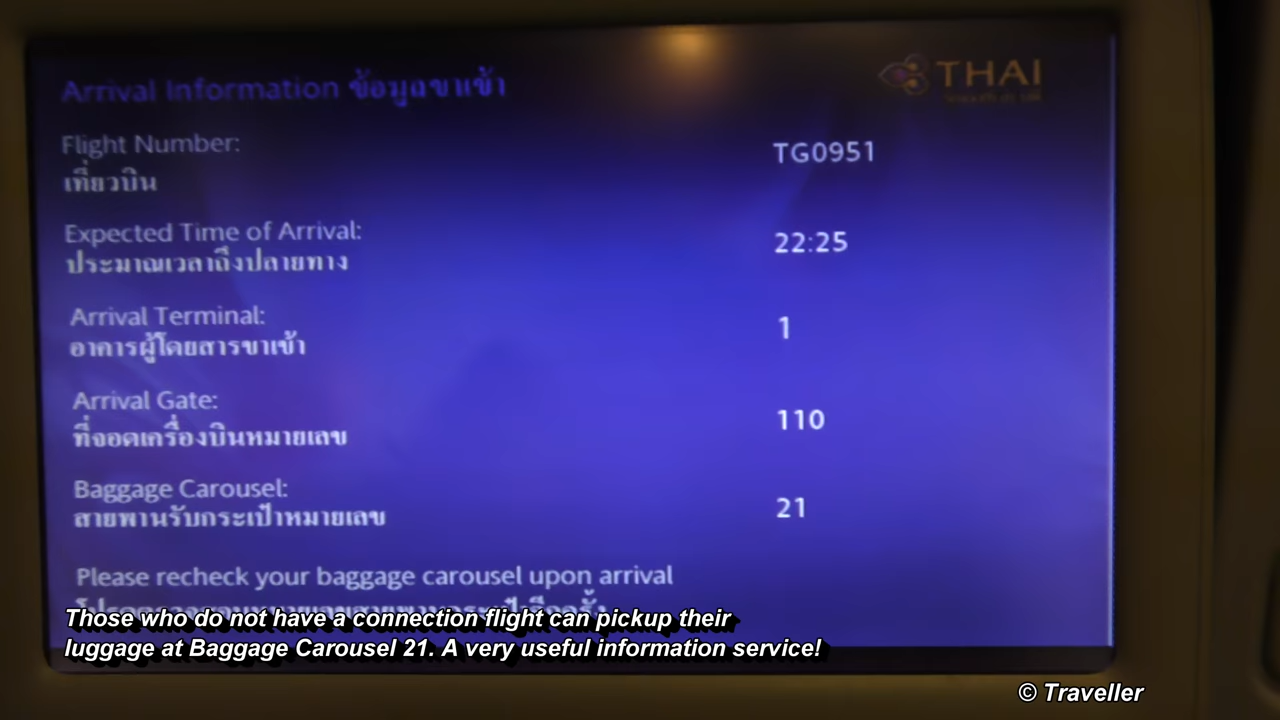 Arrival Information ข้อมูลขาเข้า
THAI
Flight Number:
TG0951
เที่ยวบิน
Expected Time of Arrival:
22:25
ประมาณเวลาถึงปลายทาง
Arrival Terminal:
1
อาคารผู้โดยสารขาเข้า
Arrival Gate:
110
ที่จอดเครื่องบินหมายเลข
Baggage Carousel:
21
สายพานรับกระเป๋าหมายเลข
Please recheck your baggage carousel upon arrival
Those who do not have a connection flight can pickup their
luggage at Baggage Carousel 21. A very useful information service!
© Traveller